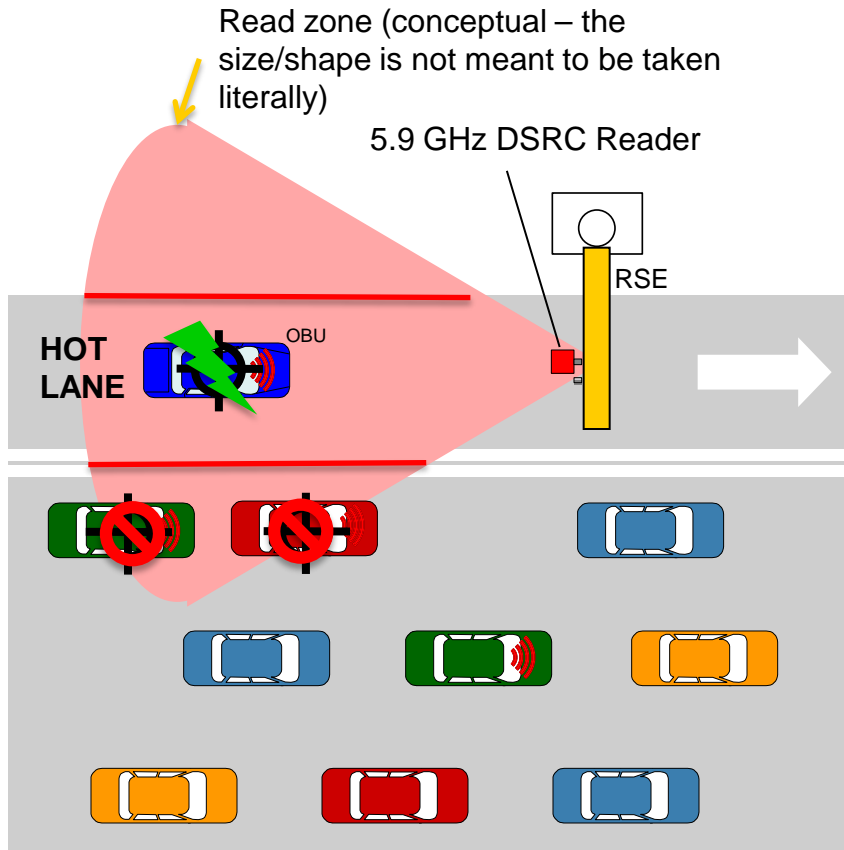 Read zone (conceptual – the
size/shape is not meant to be taken
literally)
5.9 GHz DSRC Reader
RSE
OBU
HOT
LANE